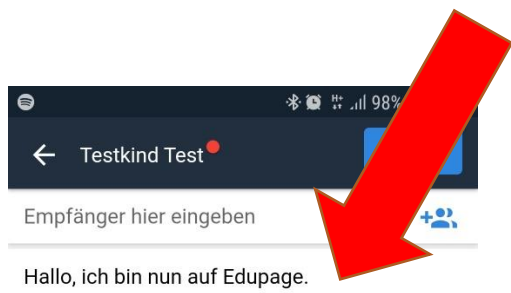 H+ 98%
Testkind Test
Empfänger hier eingeben
Hallo, ich bin nun auf Edupage.